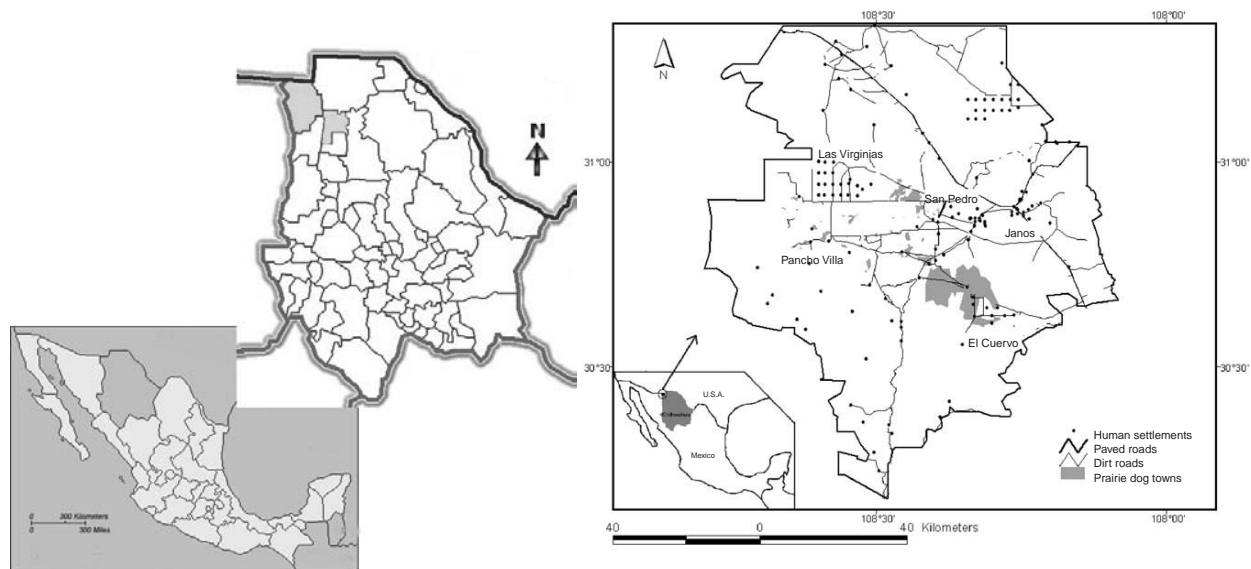 N
0 300 Kilometers
0 300 Miles
108°30'
108°00'
N
31°00'
31°00'
Las Virginias
San Pedro
Janos
Pancho Villa
El Cuervo
30°30'
30°30'
U.S.A.
Chihuahua
Mexico
Human settlements
Paved roads
Dirt roads
Prairie dog towns
108°30'
108°00'
40 0 40 Kilometers